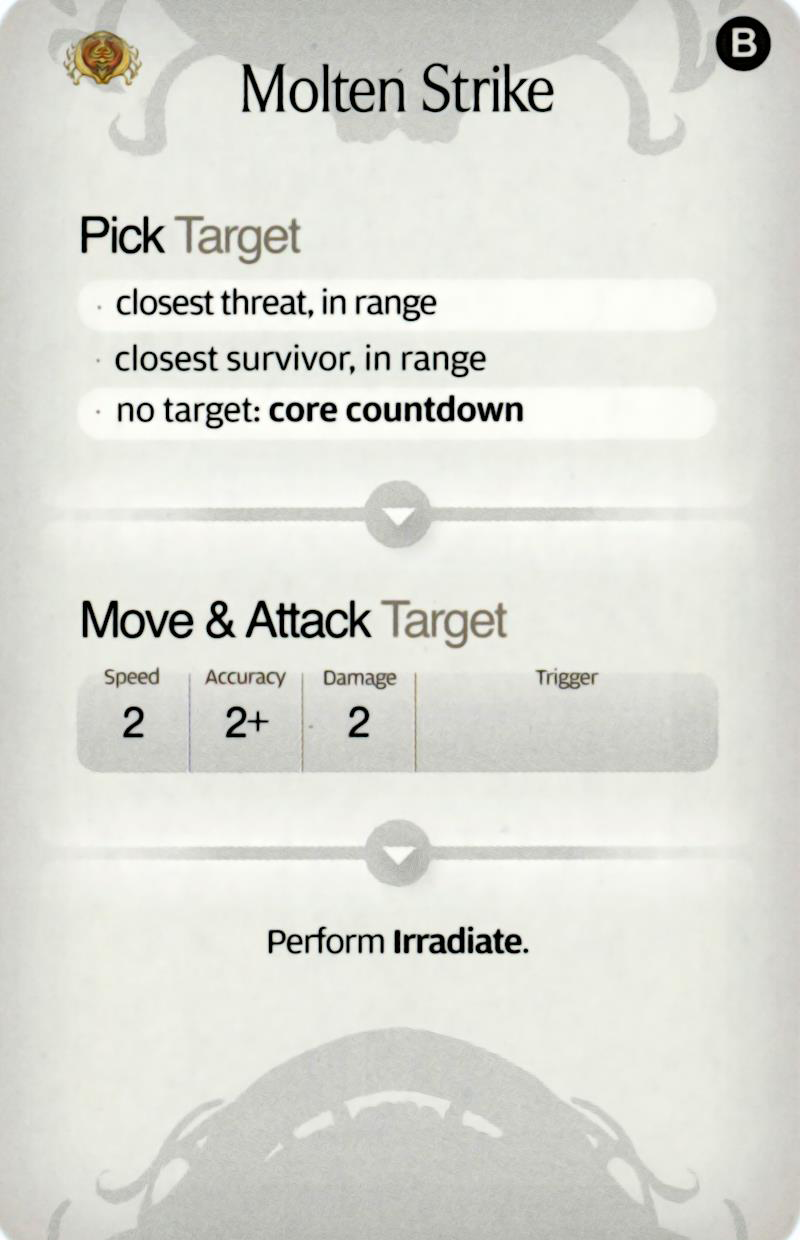 B
Molten Strike
Pick Target
· closest threat, in range
· closest survivor, in range
· no target: core countdown
Move & Attack Target
Speed Accuracy Damage Trigger
2 2+ 2
Perform Irradiate.